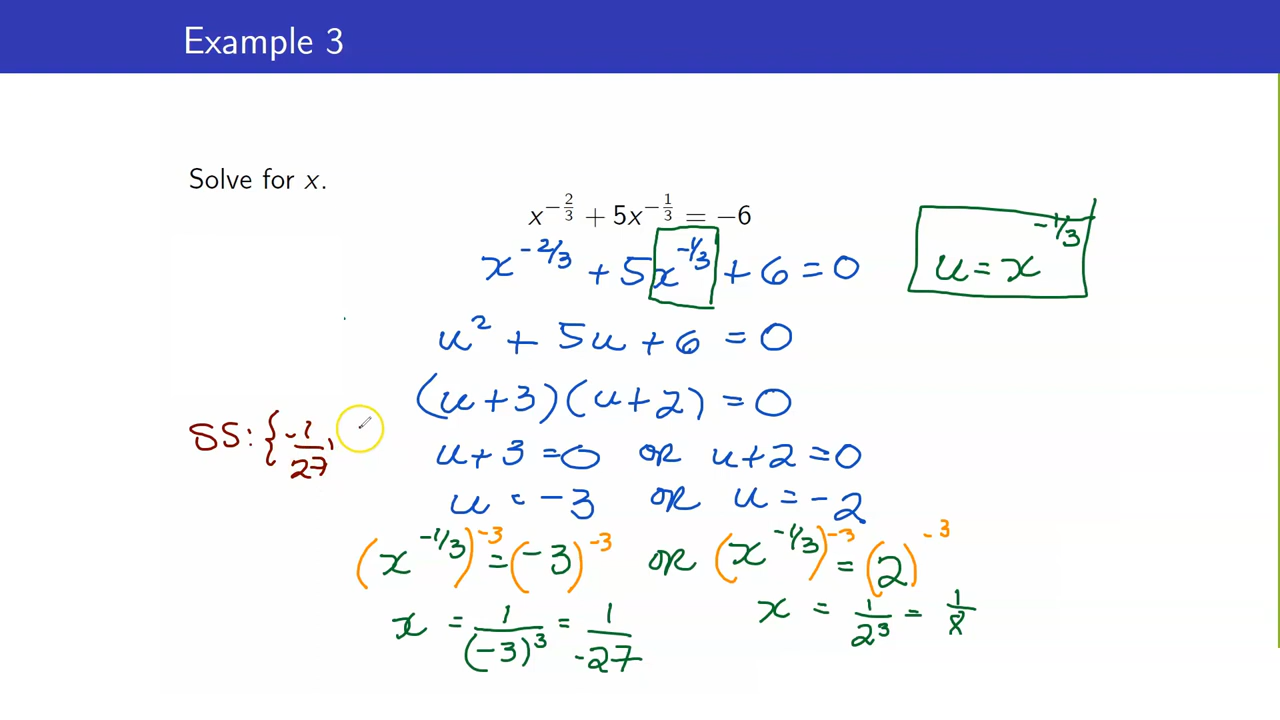 Example 3
Solve for x.
x^{-2/3} + 5x^{-1/3} = -6
x^{-2/3} + 5x^{-1/3} + 6 = 0
u = x^{-1/3}
u² + 5u + 6 = 0
(u + 3)(u + 2) = 0
SS: {-1/27,
u + 3 = 0 or u + 2 = 0
u = -3 or u = -2
(x^{-1/3})^{-3} = (-3)^{-3} or (x^{-1/3})^{-3} = (2)^{-3}
x = 1/(-3)³ = 1/-27
x = 1/2³ = 1/8